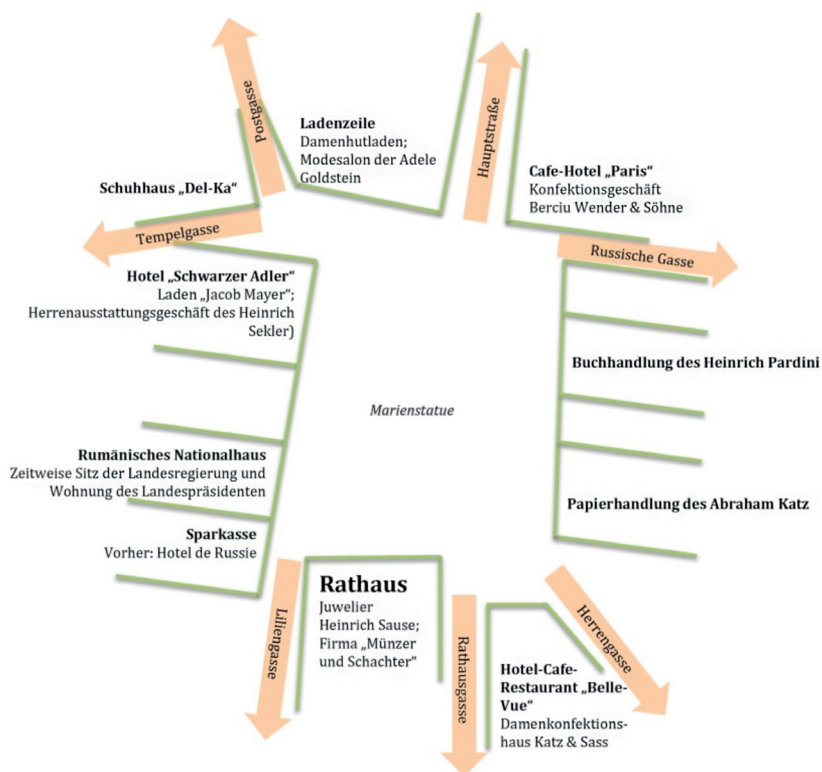 Postgasse
Hauptstraße
Ladenzeile
Damenhutladen;
Modesalon der Adele
Goldstein
Schuhhaus „Del-Ka“
Cafe-Hotel „Paris“
Konfektionsgeschäft
Berciu Wender & Söhne
Tempelgasse
Russische Gasse
Hotel „Schwarzer Adler“
Laden „Jacob Mayer“;
Herrenausstattungsgeschäft des Heinrich
Sekler)
Buchhandlung des Heinrich Pardini
Marienstatue
Rumänisches Nationalhaus
Zeitweise Sitz der Landesregierung und
Wohnung des Landespräsidenten
Papierhandlung des Abraham Katz
Sparkasse
Vorher: Hotel de Russie
Liliengasse
Rathaus
Juwelier
Heinrich Sause;
Firma „Münzer
und Schachter“
Rathausgasse
Herrengasse
Hotel-Cafe-
Restaurant „Belle-
Vue“
Damenkonfektions-
haus Katz & Sass